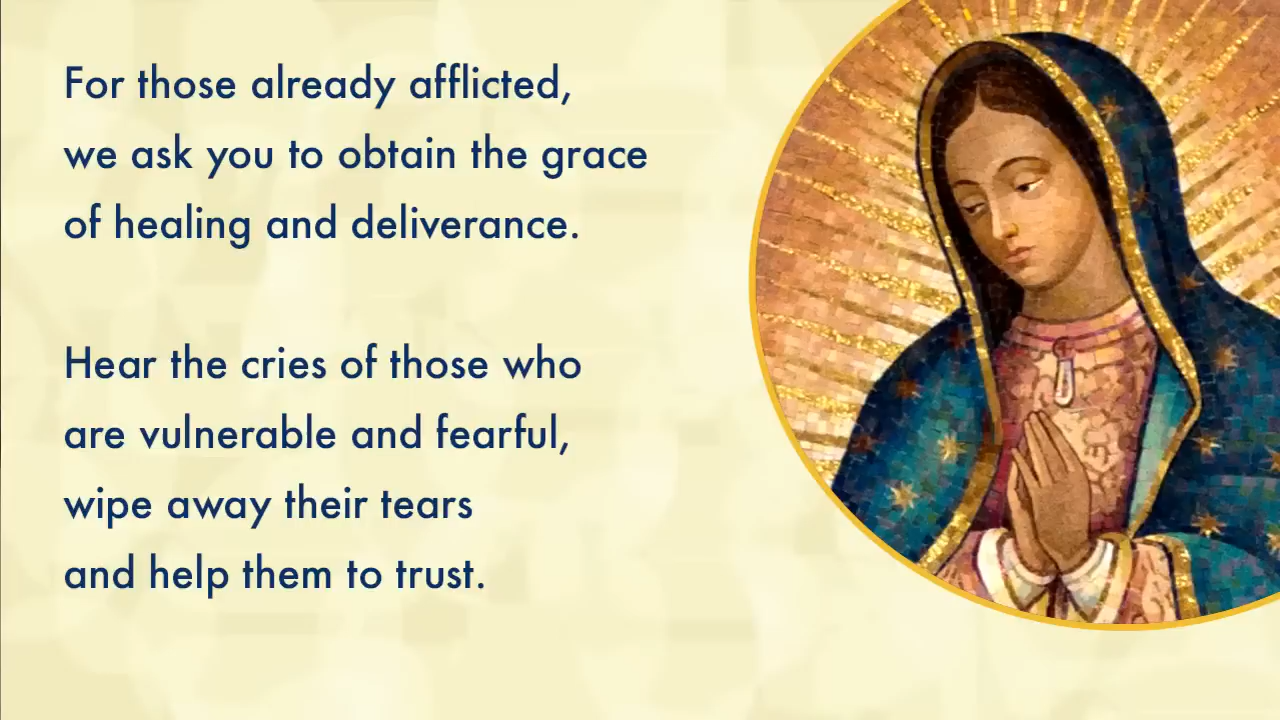 For those already afflicted,
we ask you to obtain the grace
of healing and deliverance.
Hear the cries of those who
are vulnerable and fearful,
wipe away their tears
and help them to trust.